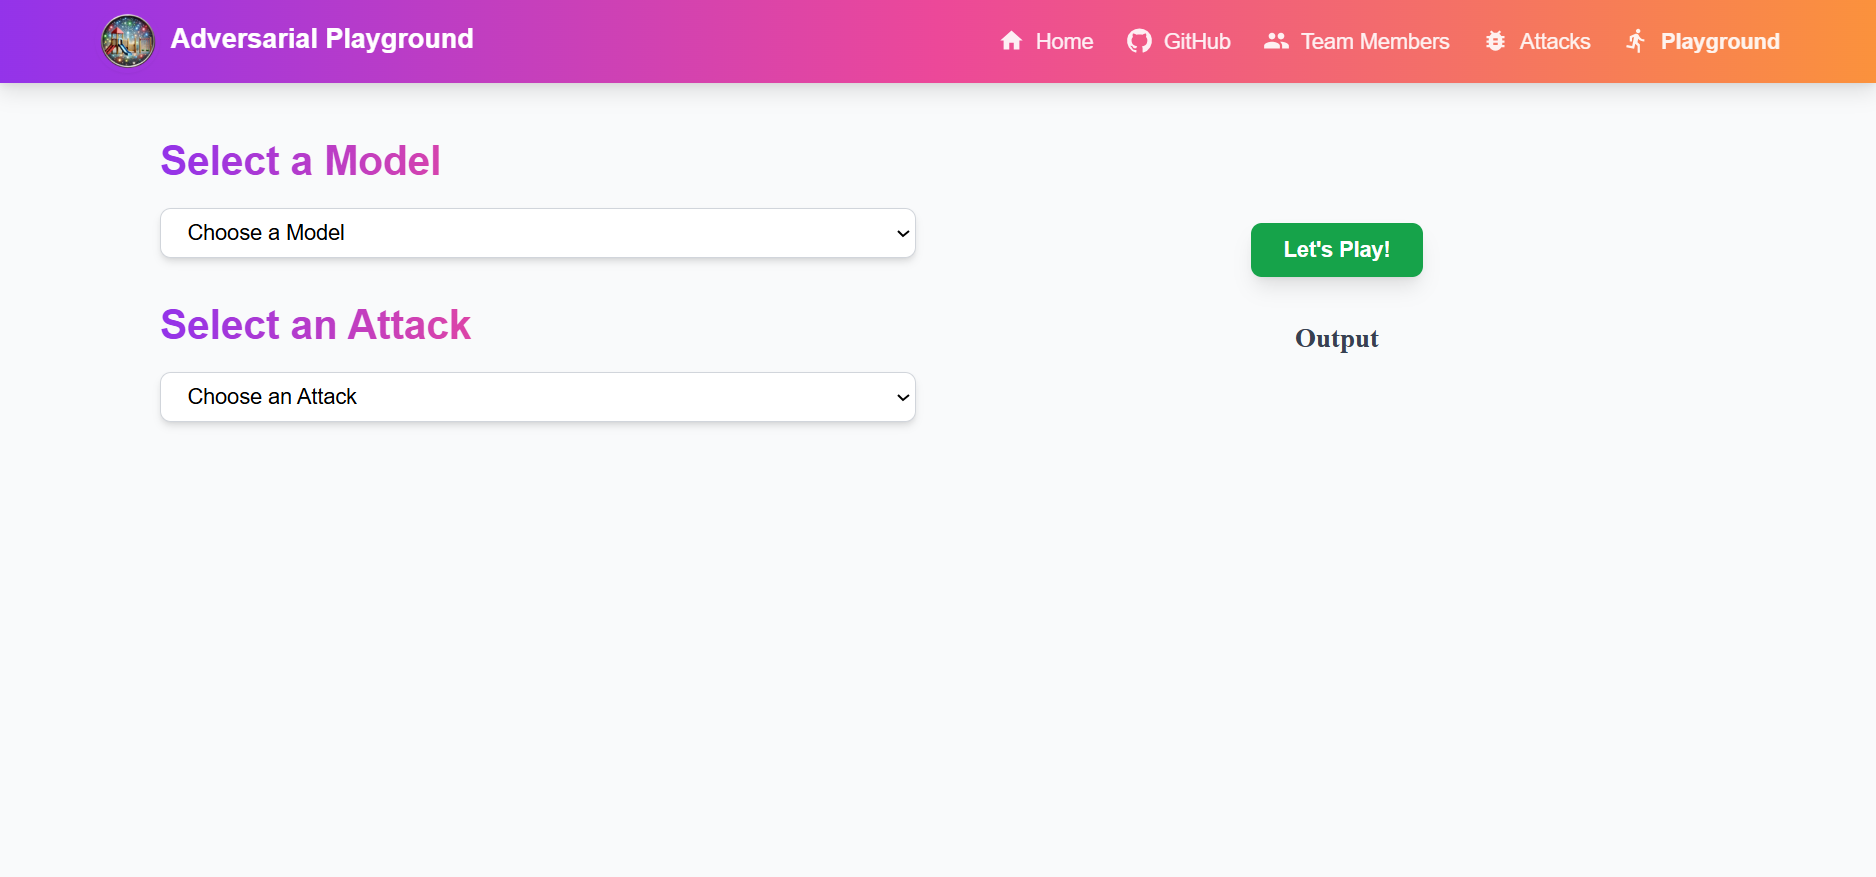 Adversarial Playground
Home
GitHub
Team Members
Attacks
Playground
Select a Model
Choose a Model
Let's Play!
Select an Attack
Output
Choose an Attack